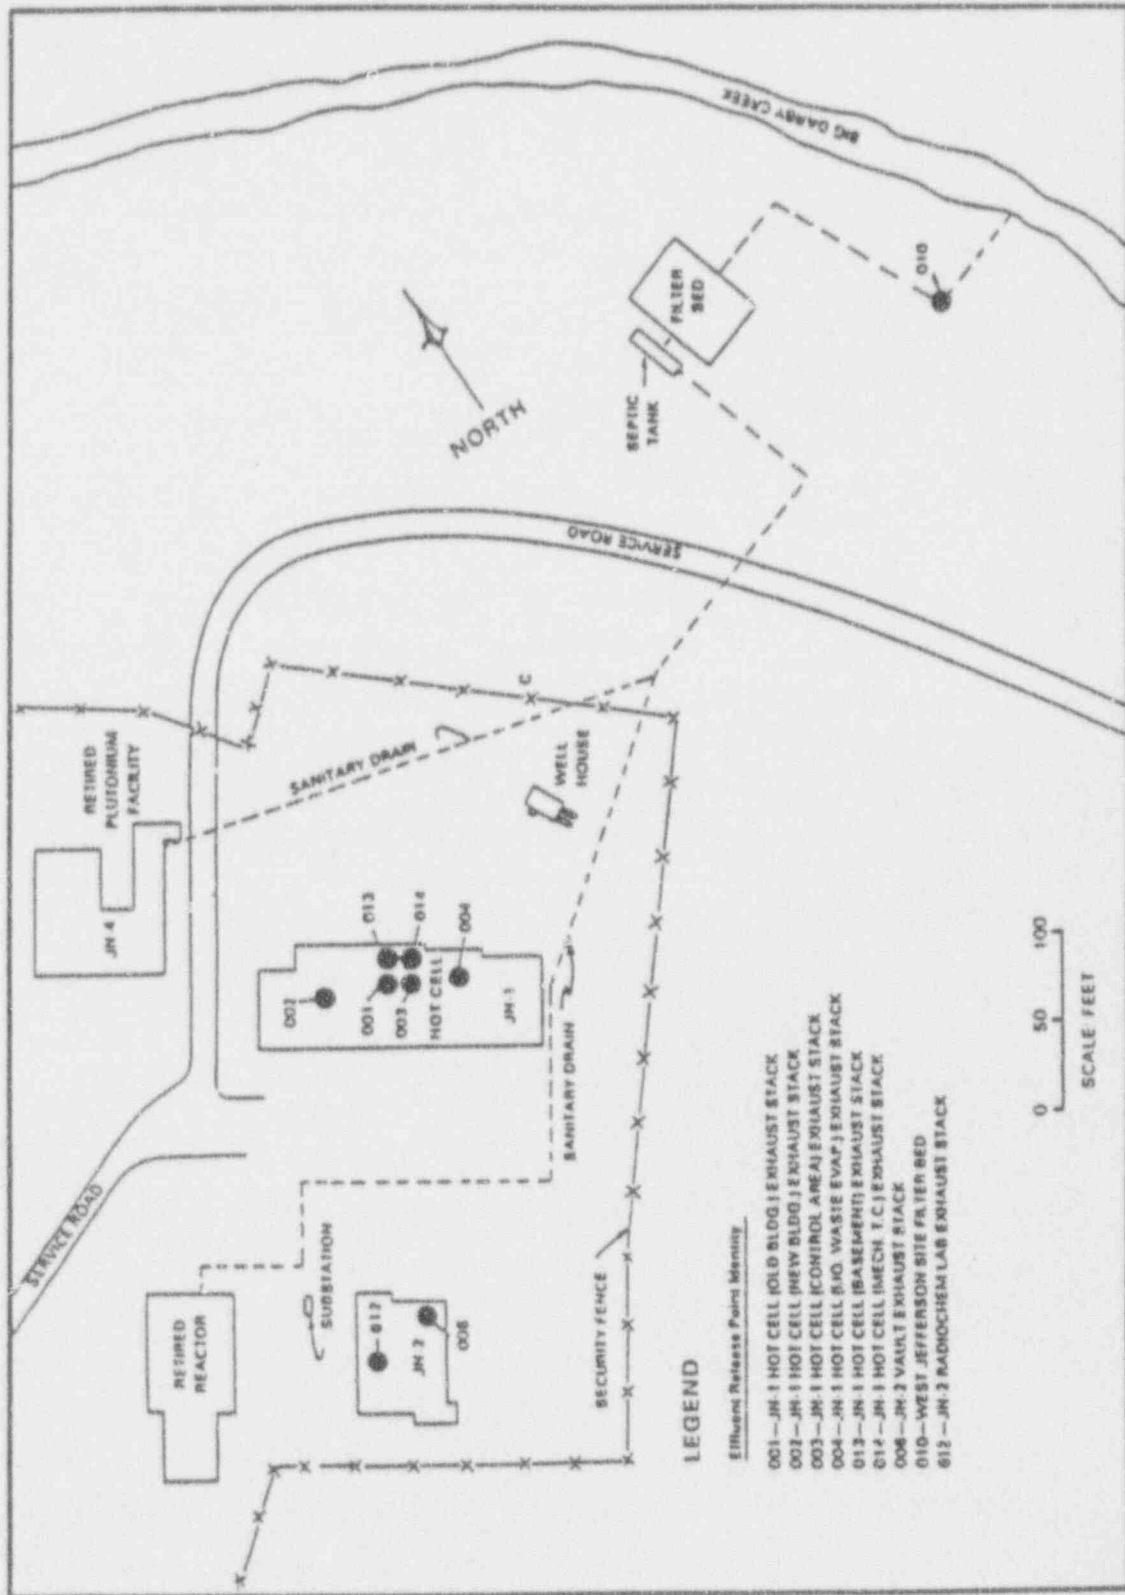 SERVICE ROAD
RETIRED
REACTOR
SUBSTATION
012
JN 2
008
SECURITY FENCE
RETIRED
PLUTONIUM
FACILITY
JN 4
SANITARY DRAIN
002
001
003
013
014
004
HOT CELL
JN-1
SANITARY DRAIN
WELL
HOUSE
C
SERVICE ROAD
NORTH
SEPTIC
TANK
FILTER
BED
010
BIG DARBY CREEK
LEGEND
Effluent Release Point Identity
001—JN-1 HOT CELL (OLD BLDG.) EXHAUST STACK
002—JN-1 HOT CELL (NEW BLDG.) EXHAUST STACK
003—JN-1 HOT CELL (CONTROL AREA) EXHAUST STACK
004—JN-1 HOT CELL (LIQ. WASTE EVAP.) EXHAUST STACK
013—JN-1 HOT CELL (BASEMENT) EXHAUST STACK
014—JN-1 HOT CELL (MECH. T.C.) EXHAUST STACK
008—JN-2 VAULT EXHAUST STACK
010—WEST JEFFERSON SITE FILTER BED
012—JN-2 RADIOCHEM LAB EXHAUST STACK
0 50 100
SCALE FEET